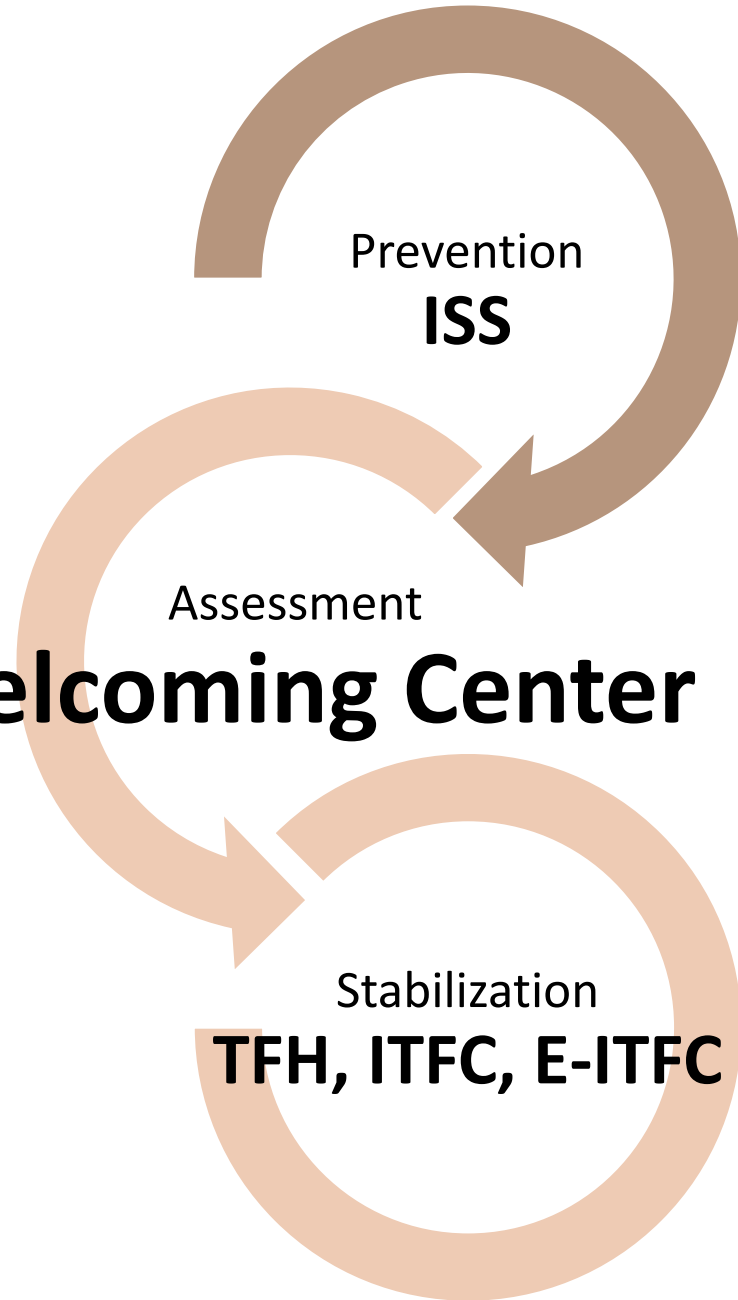 Prevention
ISS
Assessment
elcoming Center
Stabilization
TFH, ITFC, E-ITFC